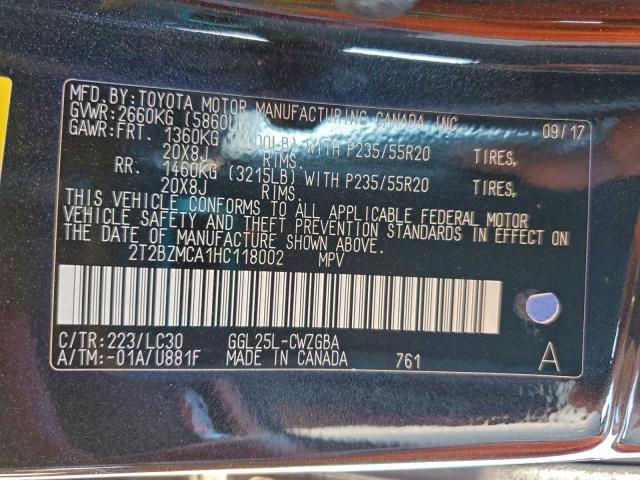 MFD. BY: TOYOTA MOTOR MANUFACTURING CANADA INC.
GVWR: 2660KG 09/17
GAWR: FRT. 1360KG WITH P235/55R20 TIRES,
20X8J RIMS.
RR. 1460KG (3215LB) WITH P235/55R20 TIRES,
20X8J RIMS.
THIS VEHICLE CONFORMS TO ALL APPLICABLE FEDERAL MOTOR
VEHICLE SAFETY AND THEFT PREVENTION STANDARDS IN EFFECT ON
THE DATE OF MANUFACTURE SHOWN ABOVE.
2T2BZMCA1HC118002 MPV
C/TR: 223/LC30 GGL25L-CWZGBA
A/TM: -01A/U881F MADE IN CANADA 761 A